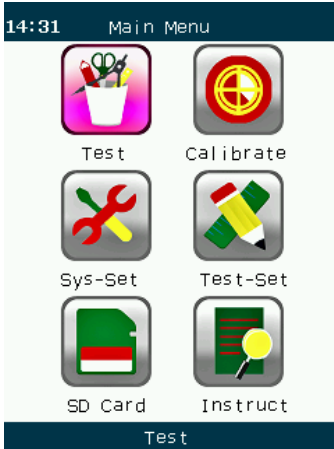 14:31 Main Menu
Test Calibrate
Sys-Set Test-Set
SD Card Instruct
Test